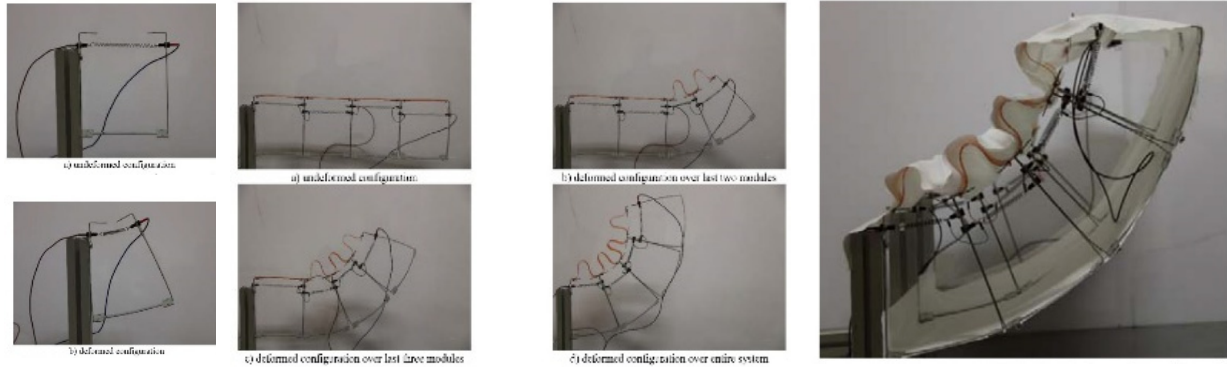 a) undeformed configuration
b) deformed configuration
a) undeformed configuration
b) deformed configuration over last two modules
c) deformed configuration over last three modules
d) deformed configuration over entire system